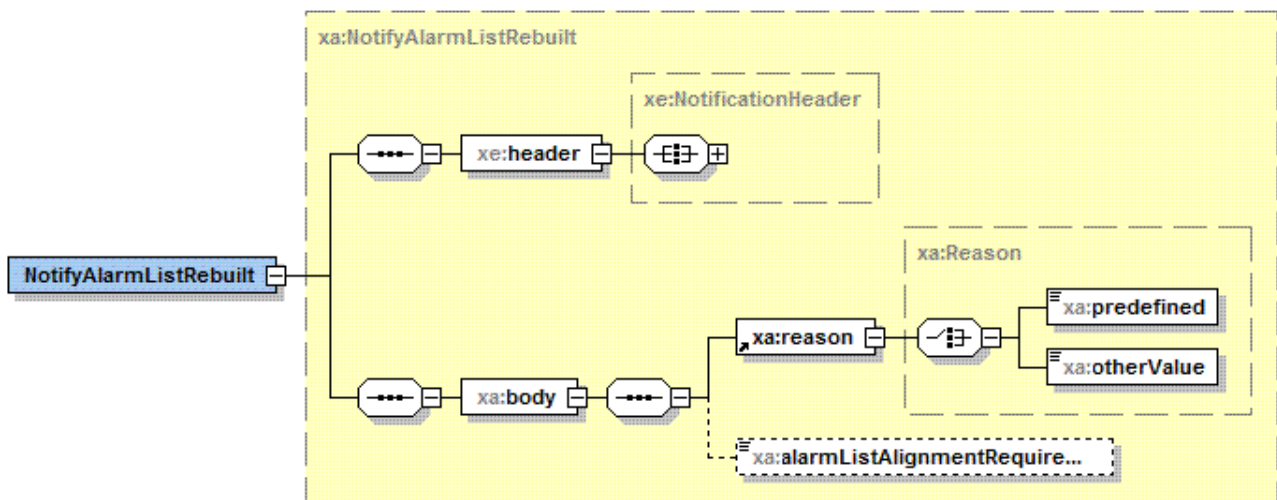 xa:NotifyAlarmListRebuilt
xe:NotificationHeader
xe:header
NotifyAlarmListRebuilt
xa:Reason
xa:predefined
xa:reason
xa:otherValue
xa:body
xa:alarmListAlignmentRequire...